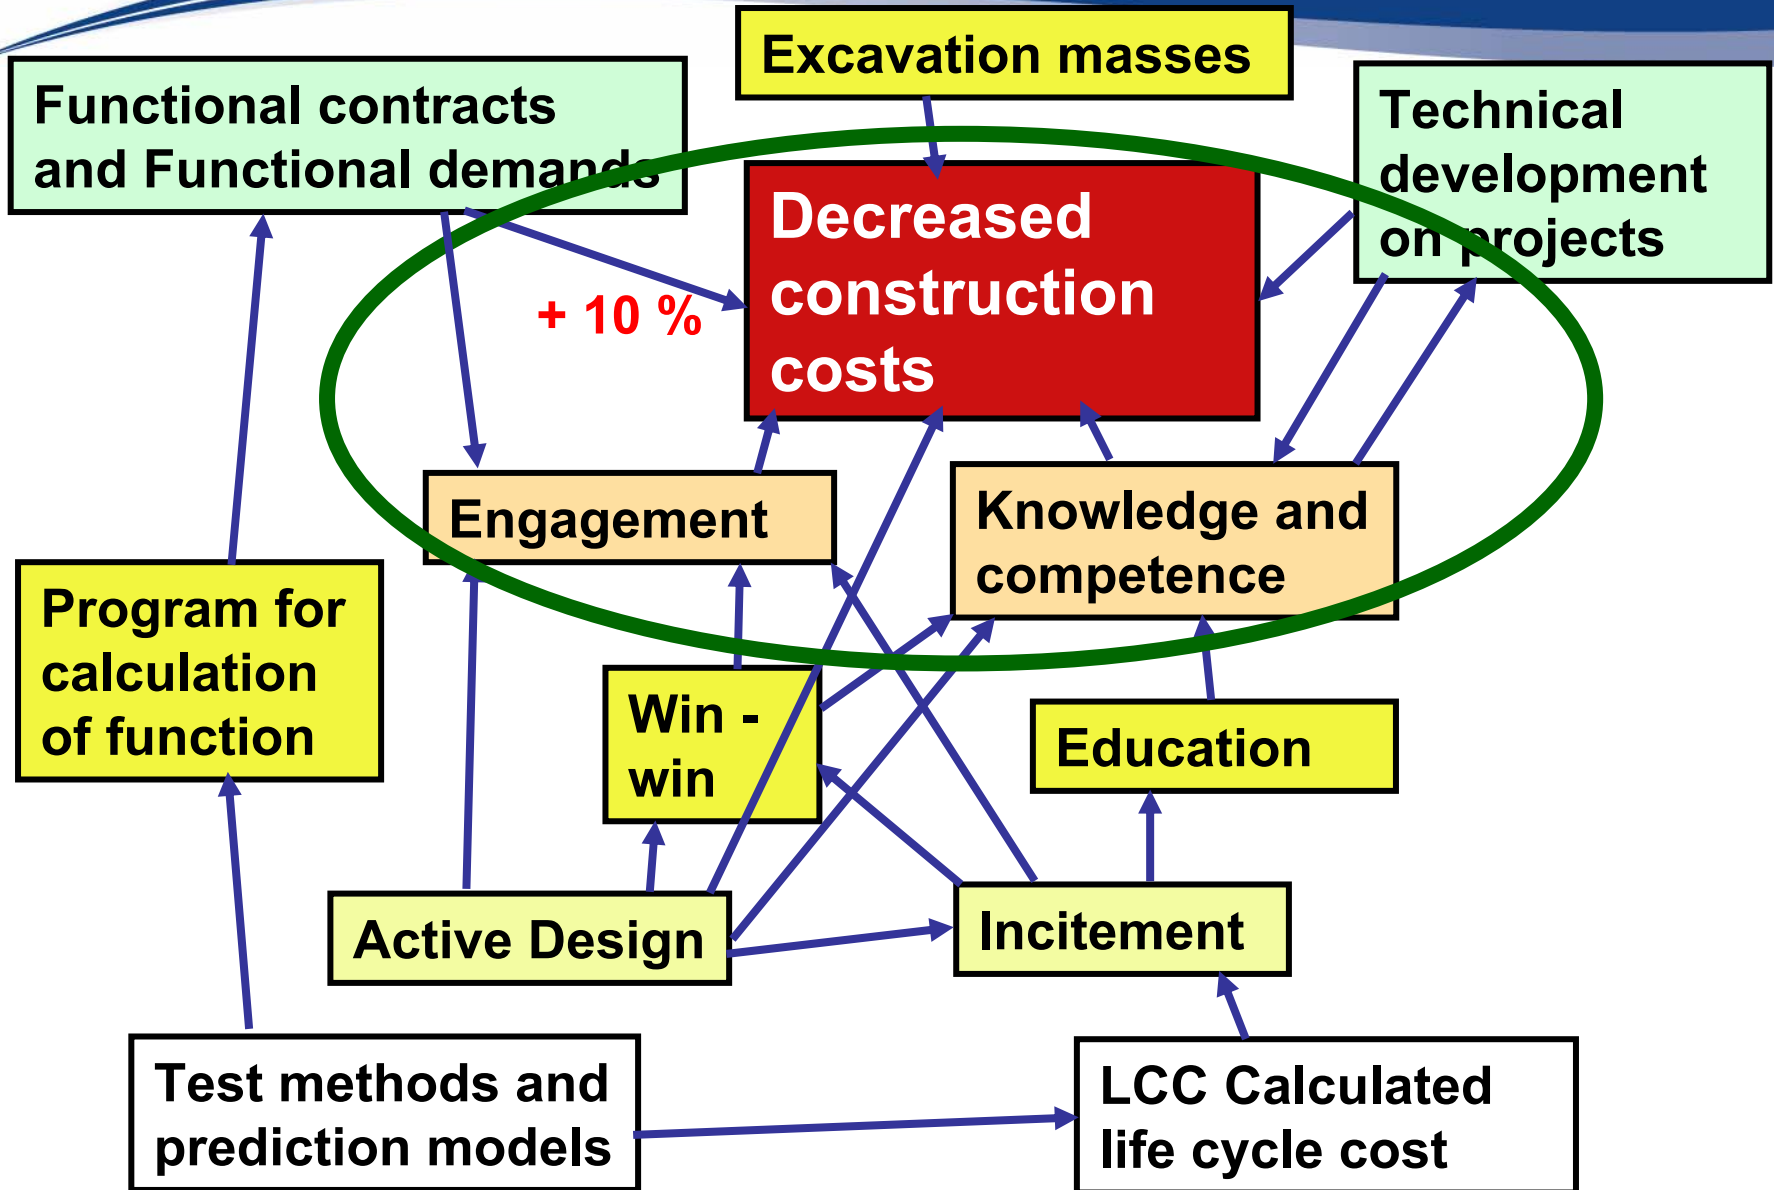 Excavation masses
Functional contracts
and Functional demands
Technical
development
on projects
Decreased
construction
costs
+ 10 %
Engagement
Knowledge and
competence
Program for
calculation
of function
Win -
win
Education
Active Design
Incitement
Test methods and
prediction models
LCC Calculated
life cycle cost